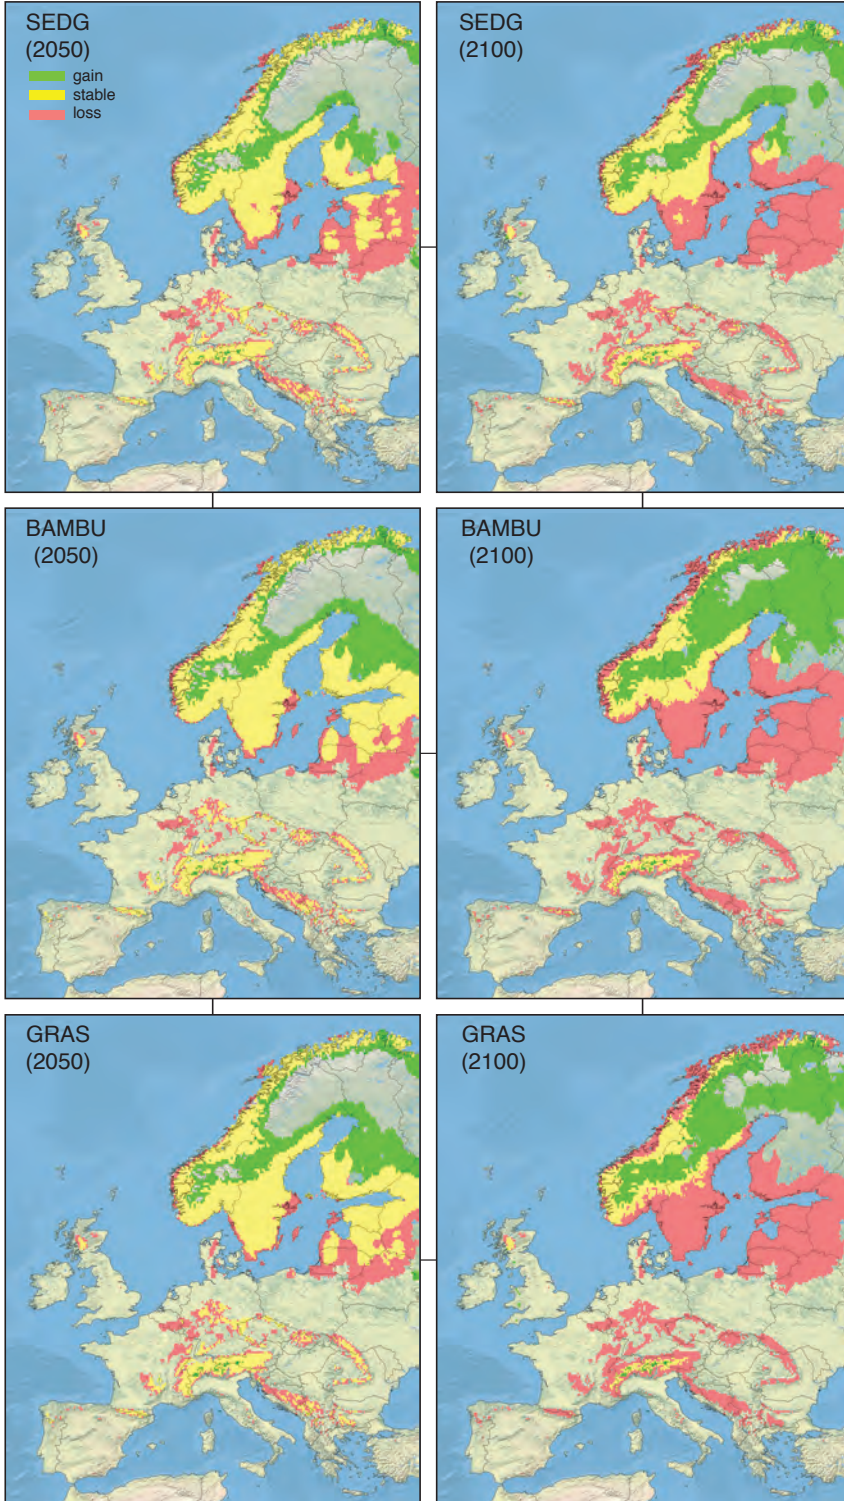 SEDG
(2050)
gain
stable
loss
SEDG
(2100)
BAMBU
(2050)
BAMBU
(2100)
GRAS
(2050)
GRAS
(2100)